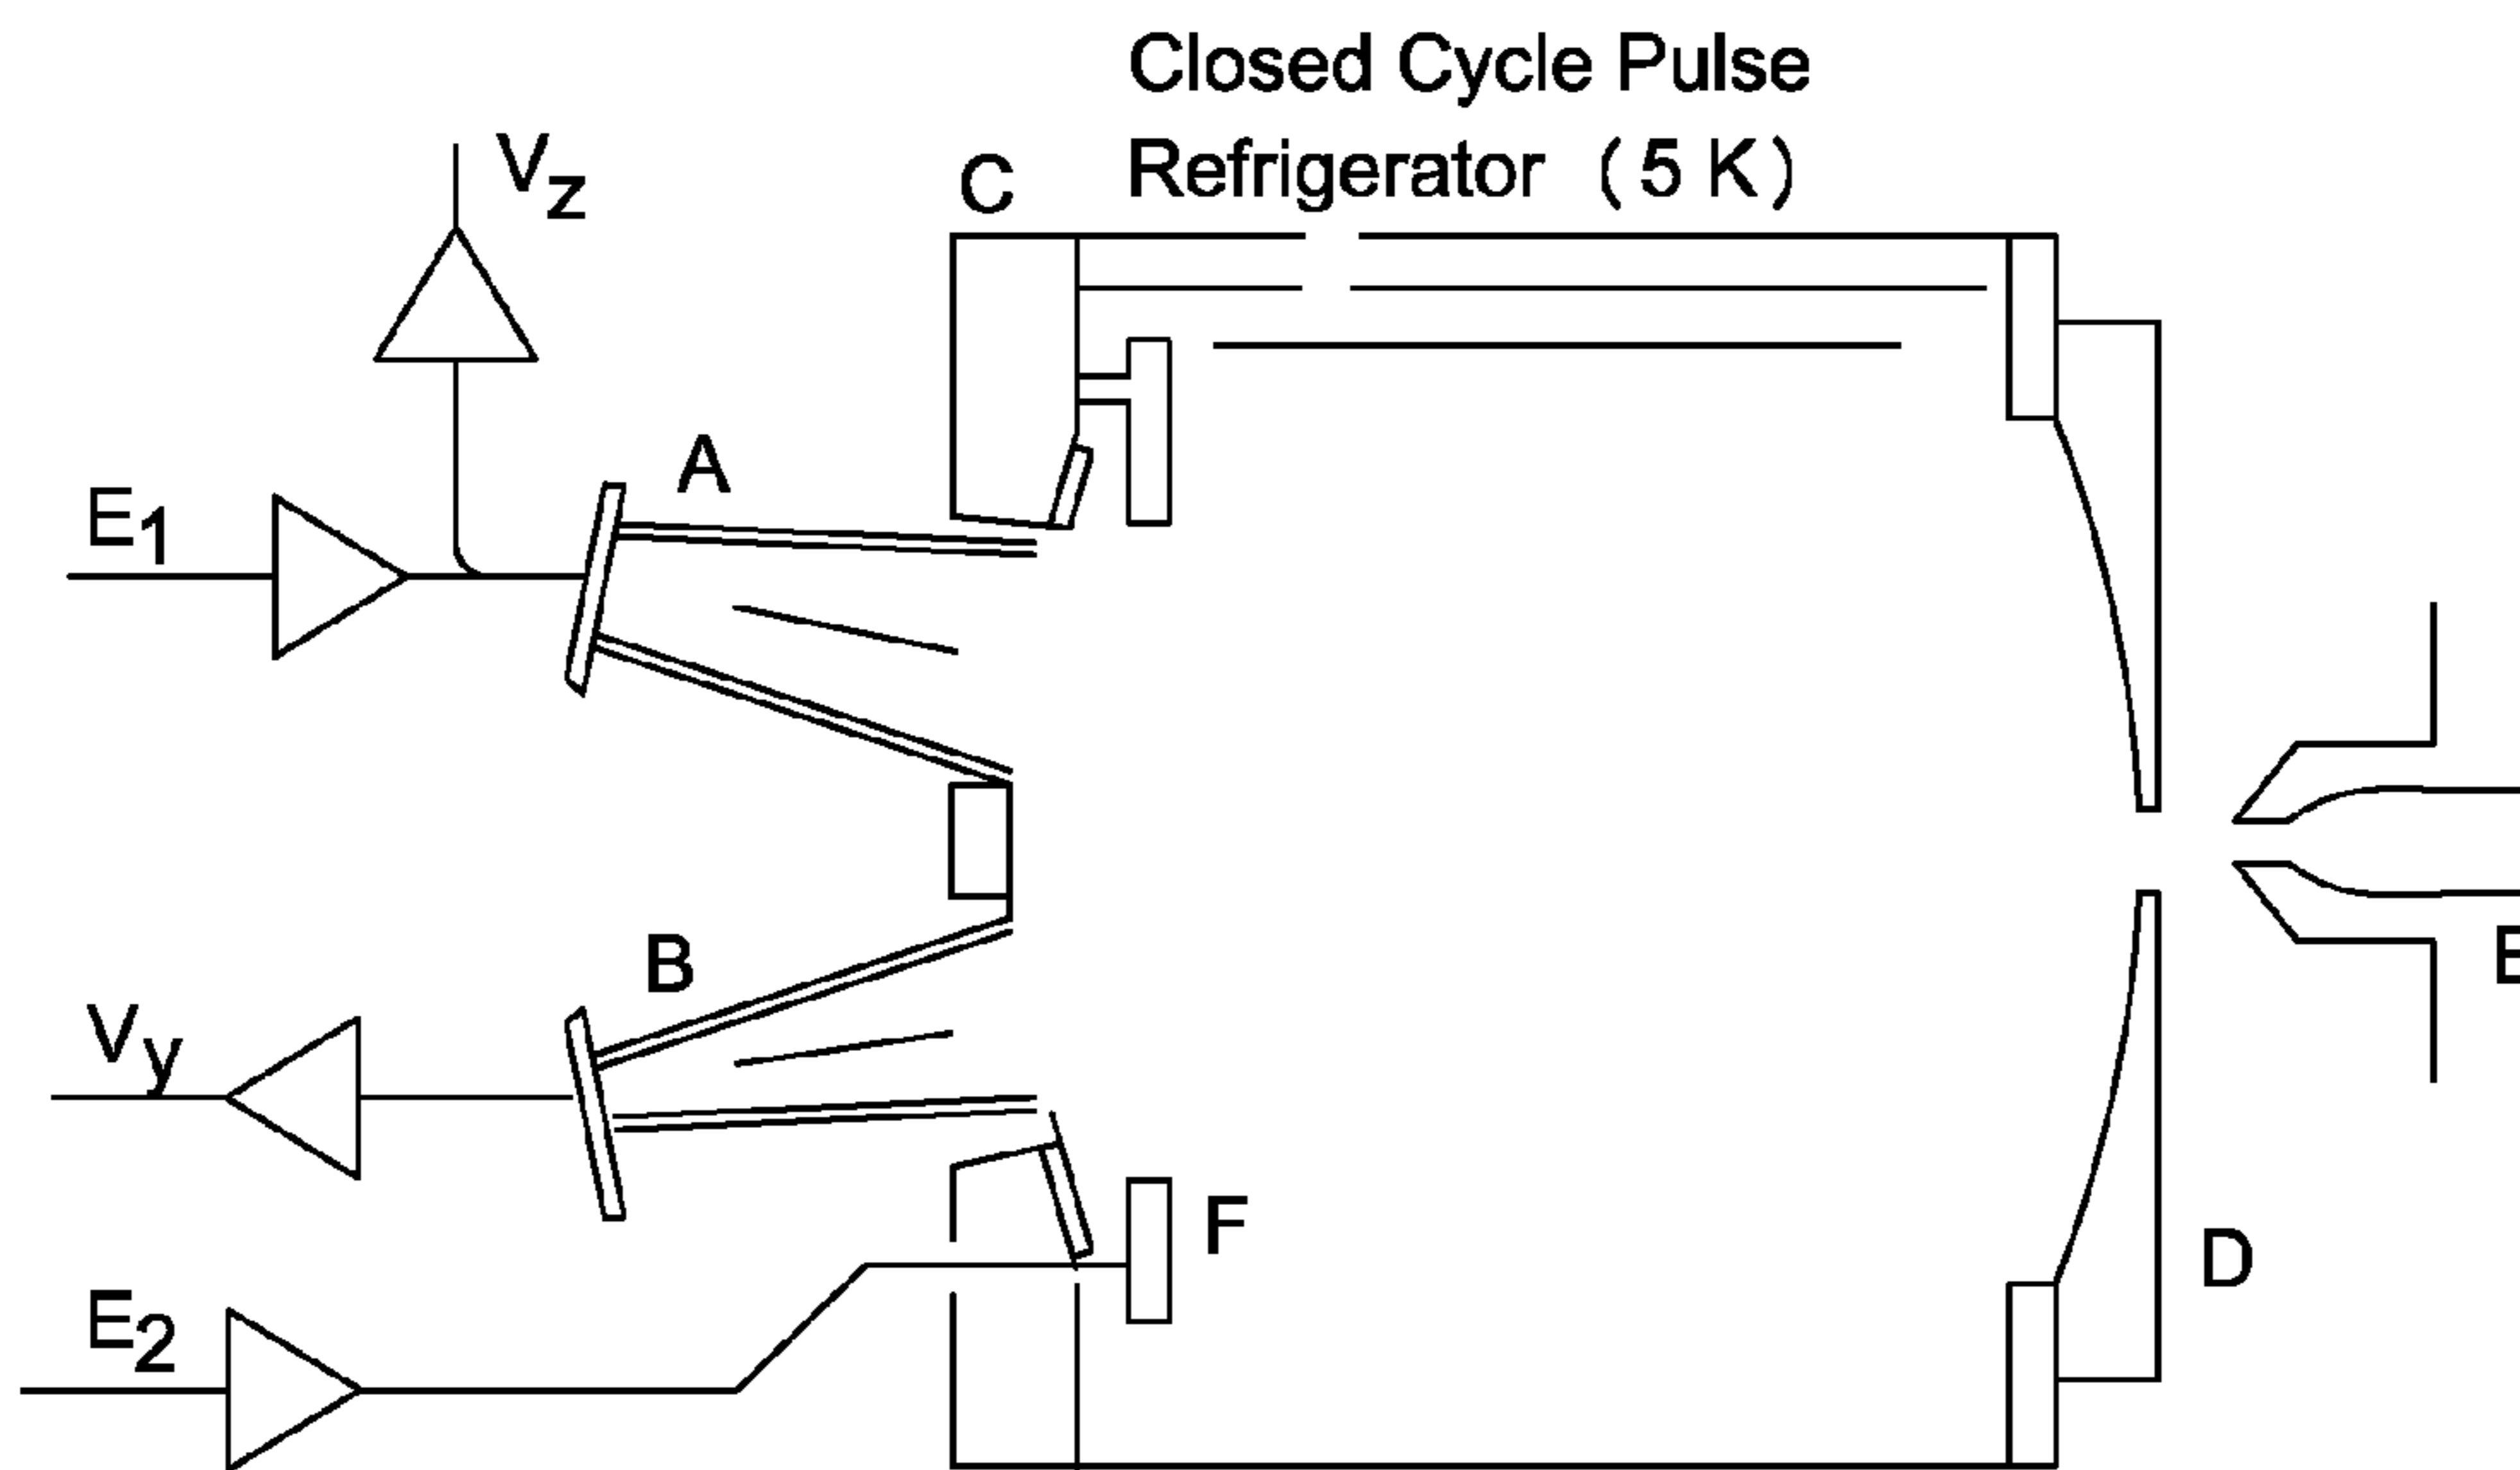 Closed Cycle Pulse
Refrigerator (5 K)
Vz
C
A
E1
B
Vy
F
D
E2